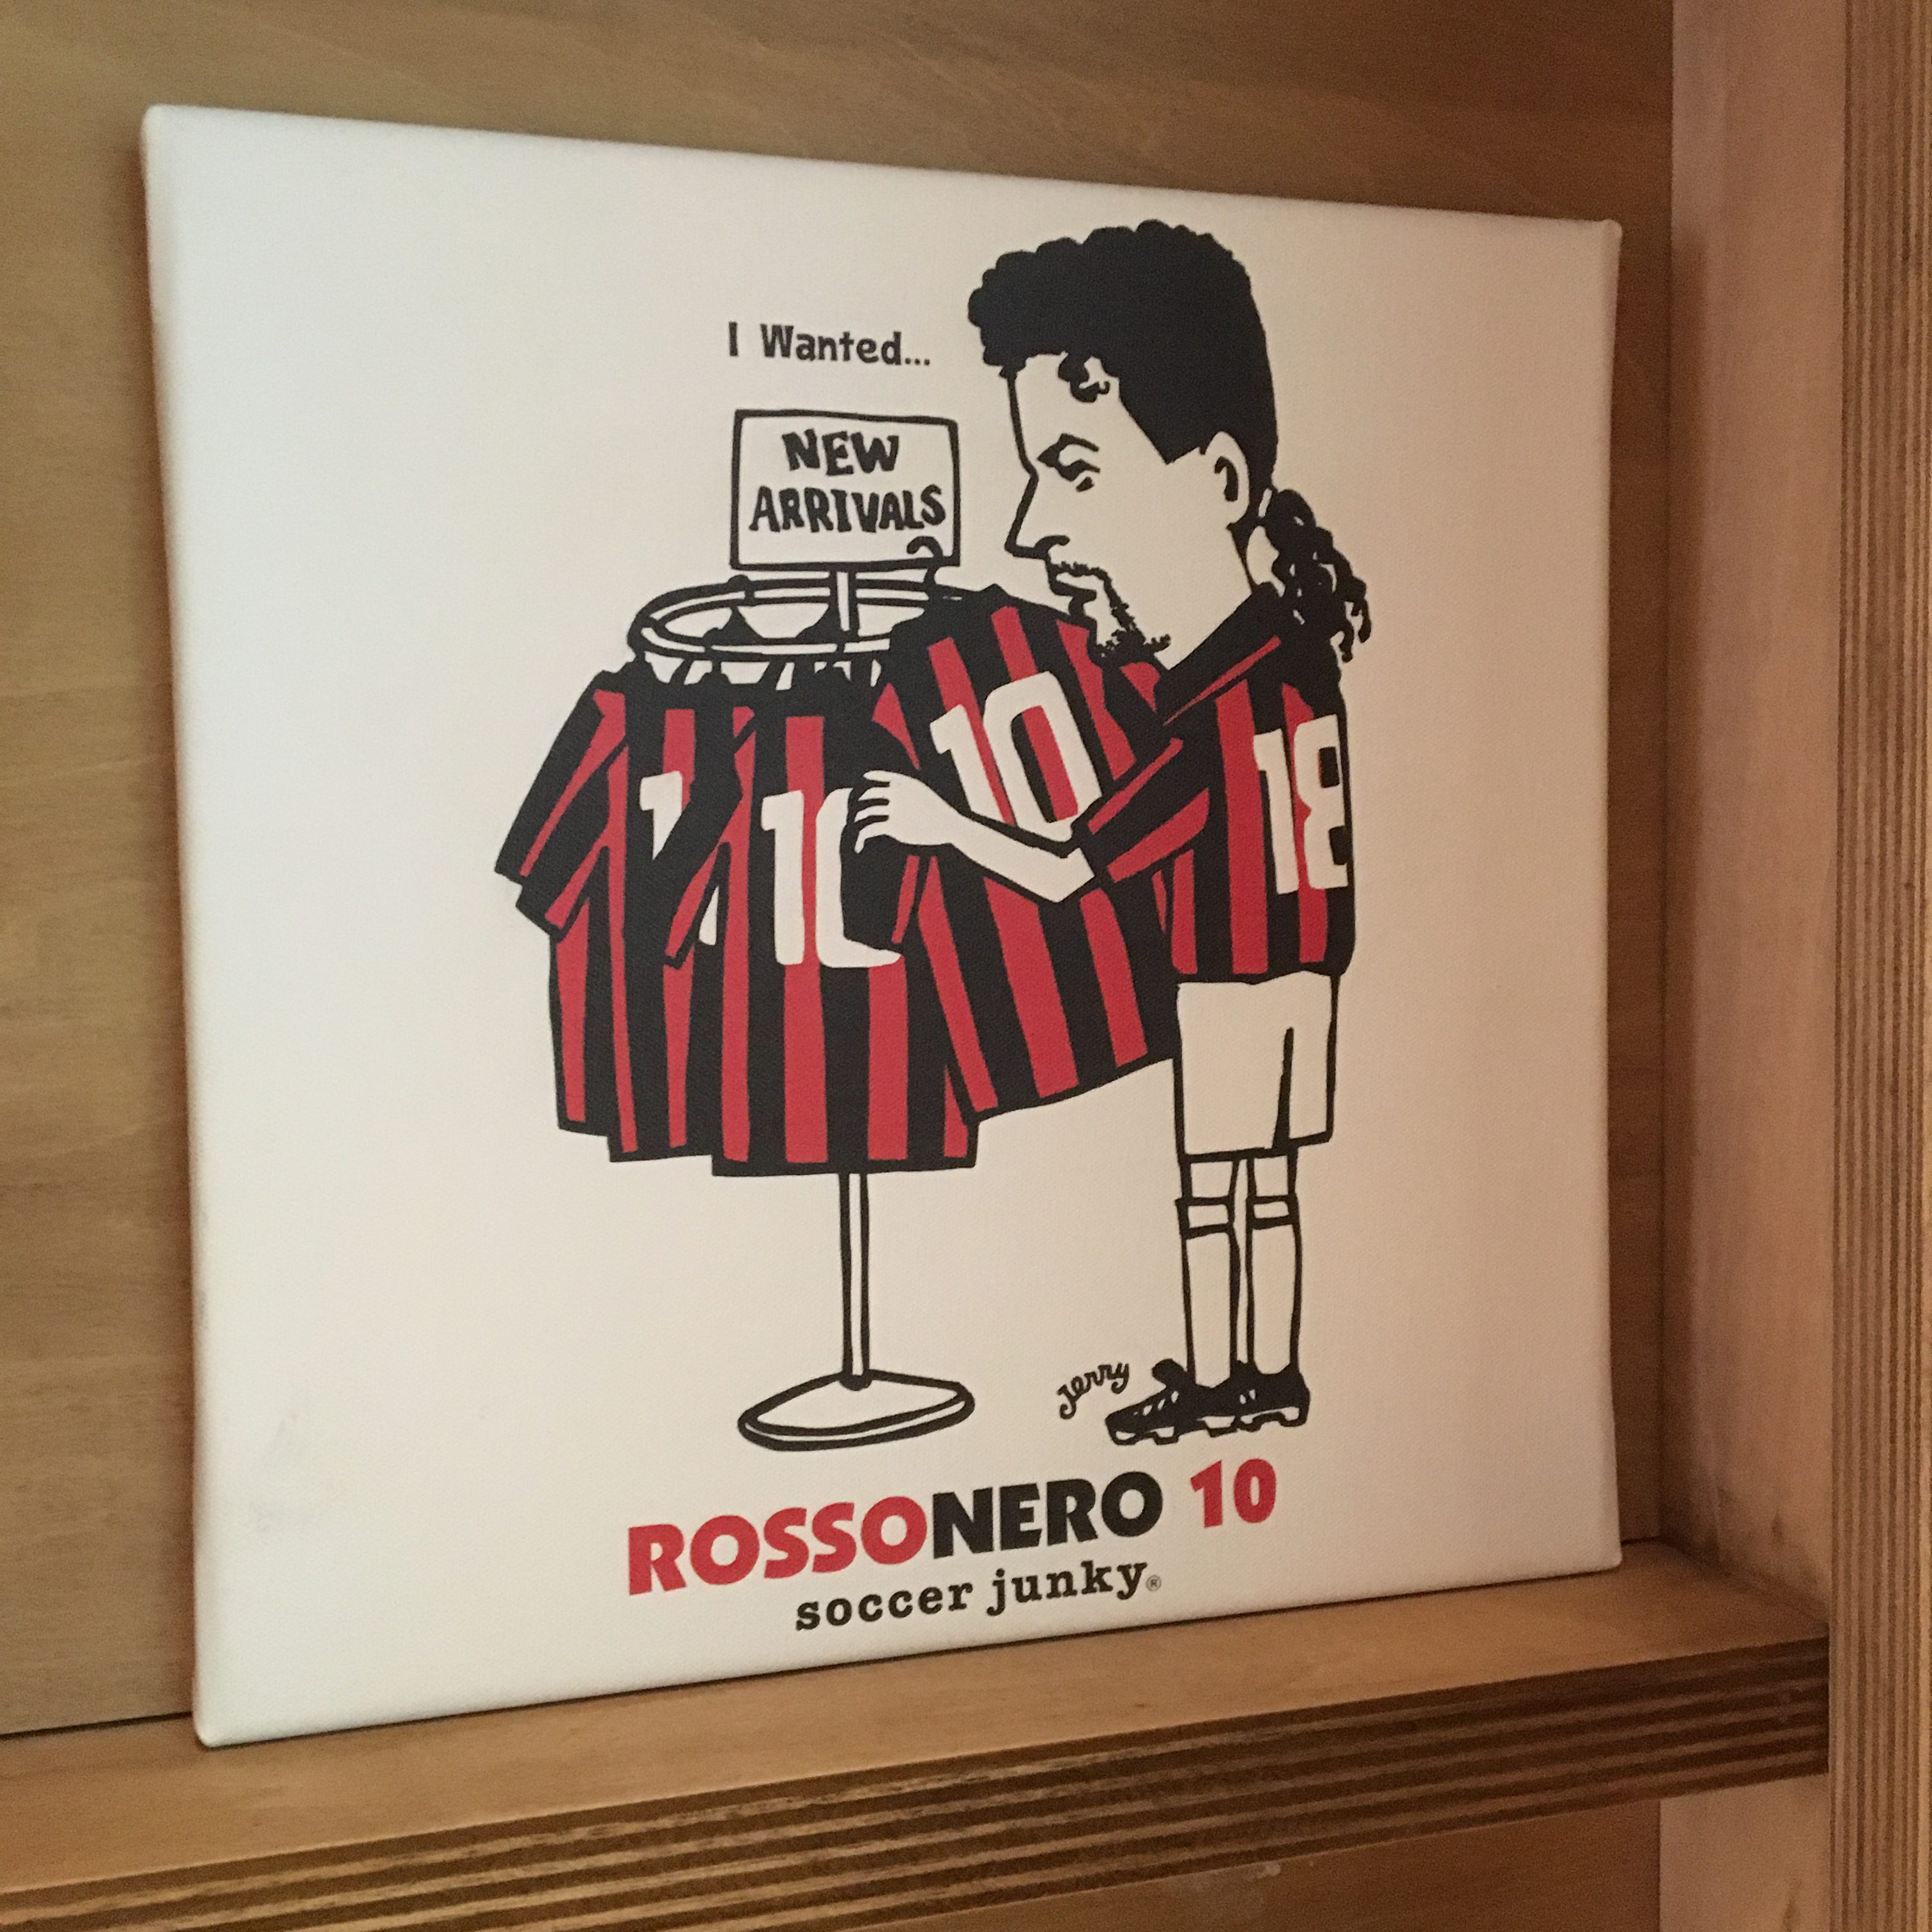 I Wanted...
NEW
ARRIVALS
10
10
18
Jerry
ROSSONERO 10
soccer junky®